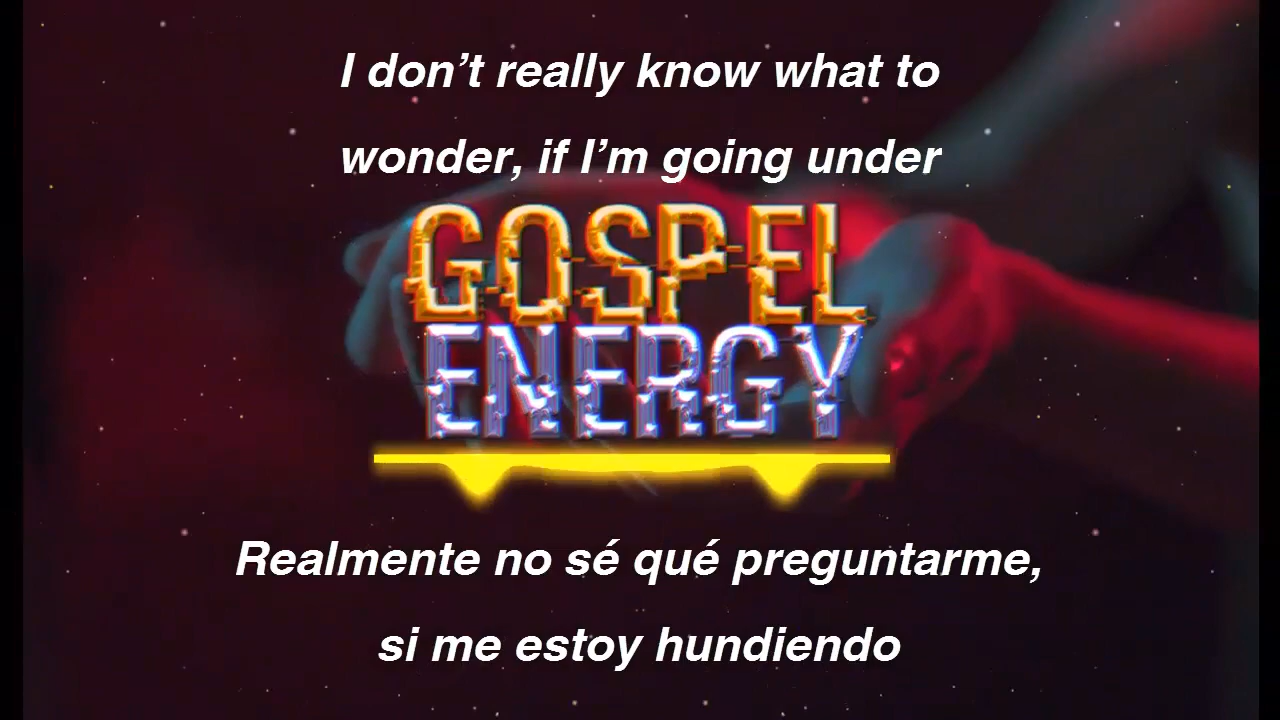 I don’t really know what to
wonder, if I’m going under
GOSPEL
ENERGY
Realmente no sé qué preguntarme,
si me estoy hundiendo